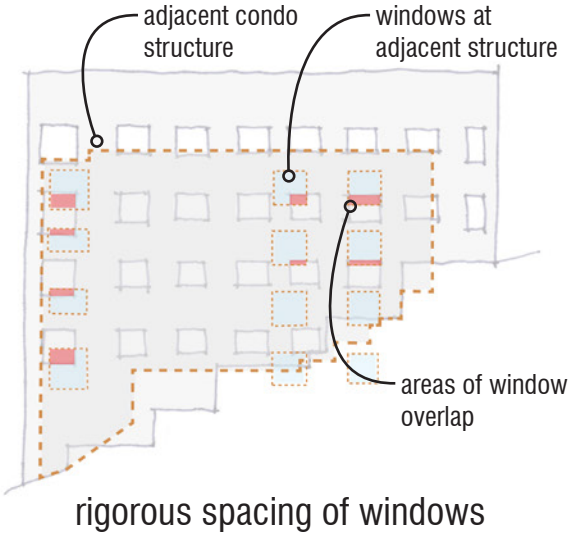 adjacent condo
structure
windows at
adjacent structure
areas of window
overlap
rigorous spacing of windows